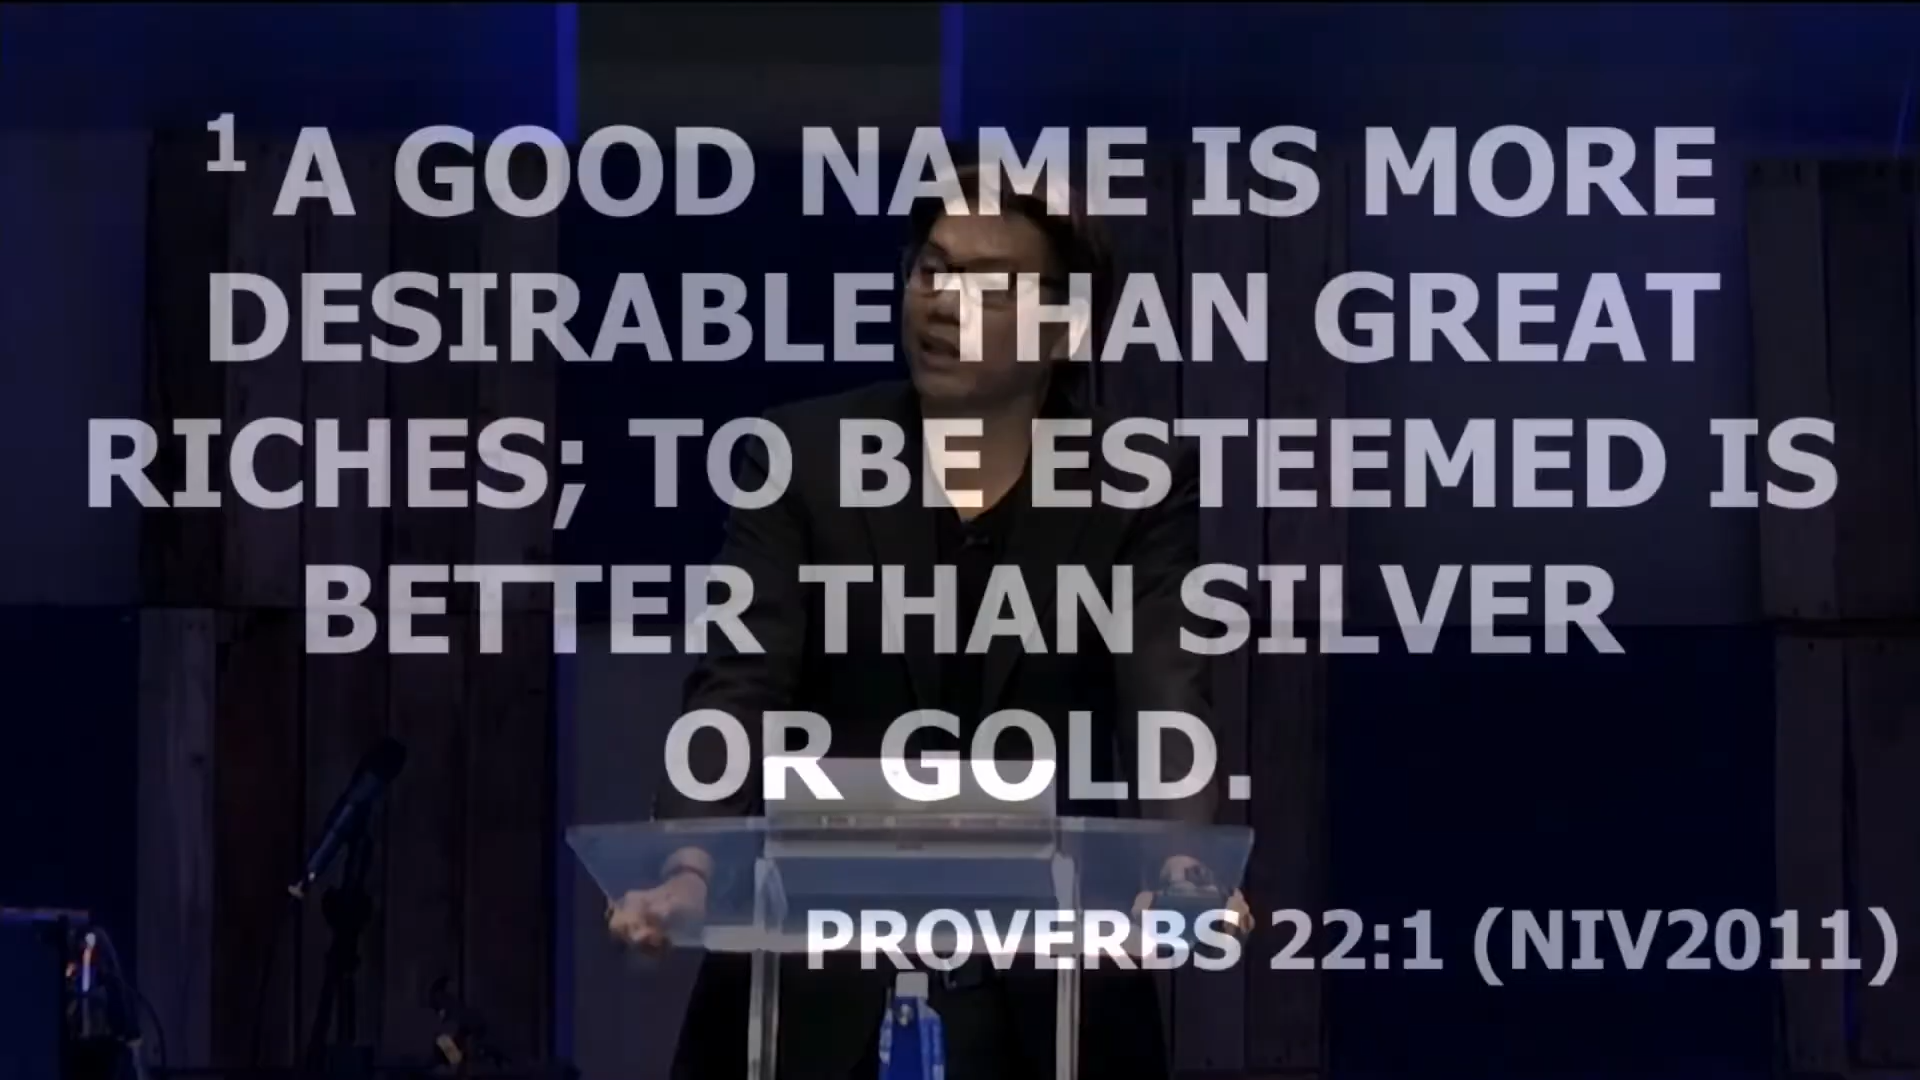 1 A GOOD NAME IS MORE
DESIRABLE THAN GREAT
RICHES; TO BE ESTEEMED IS
BETTER THAN SILVER
OR GOLD.
PROVERBS 22:1 (NIV2011)